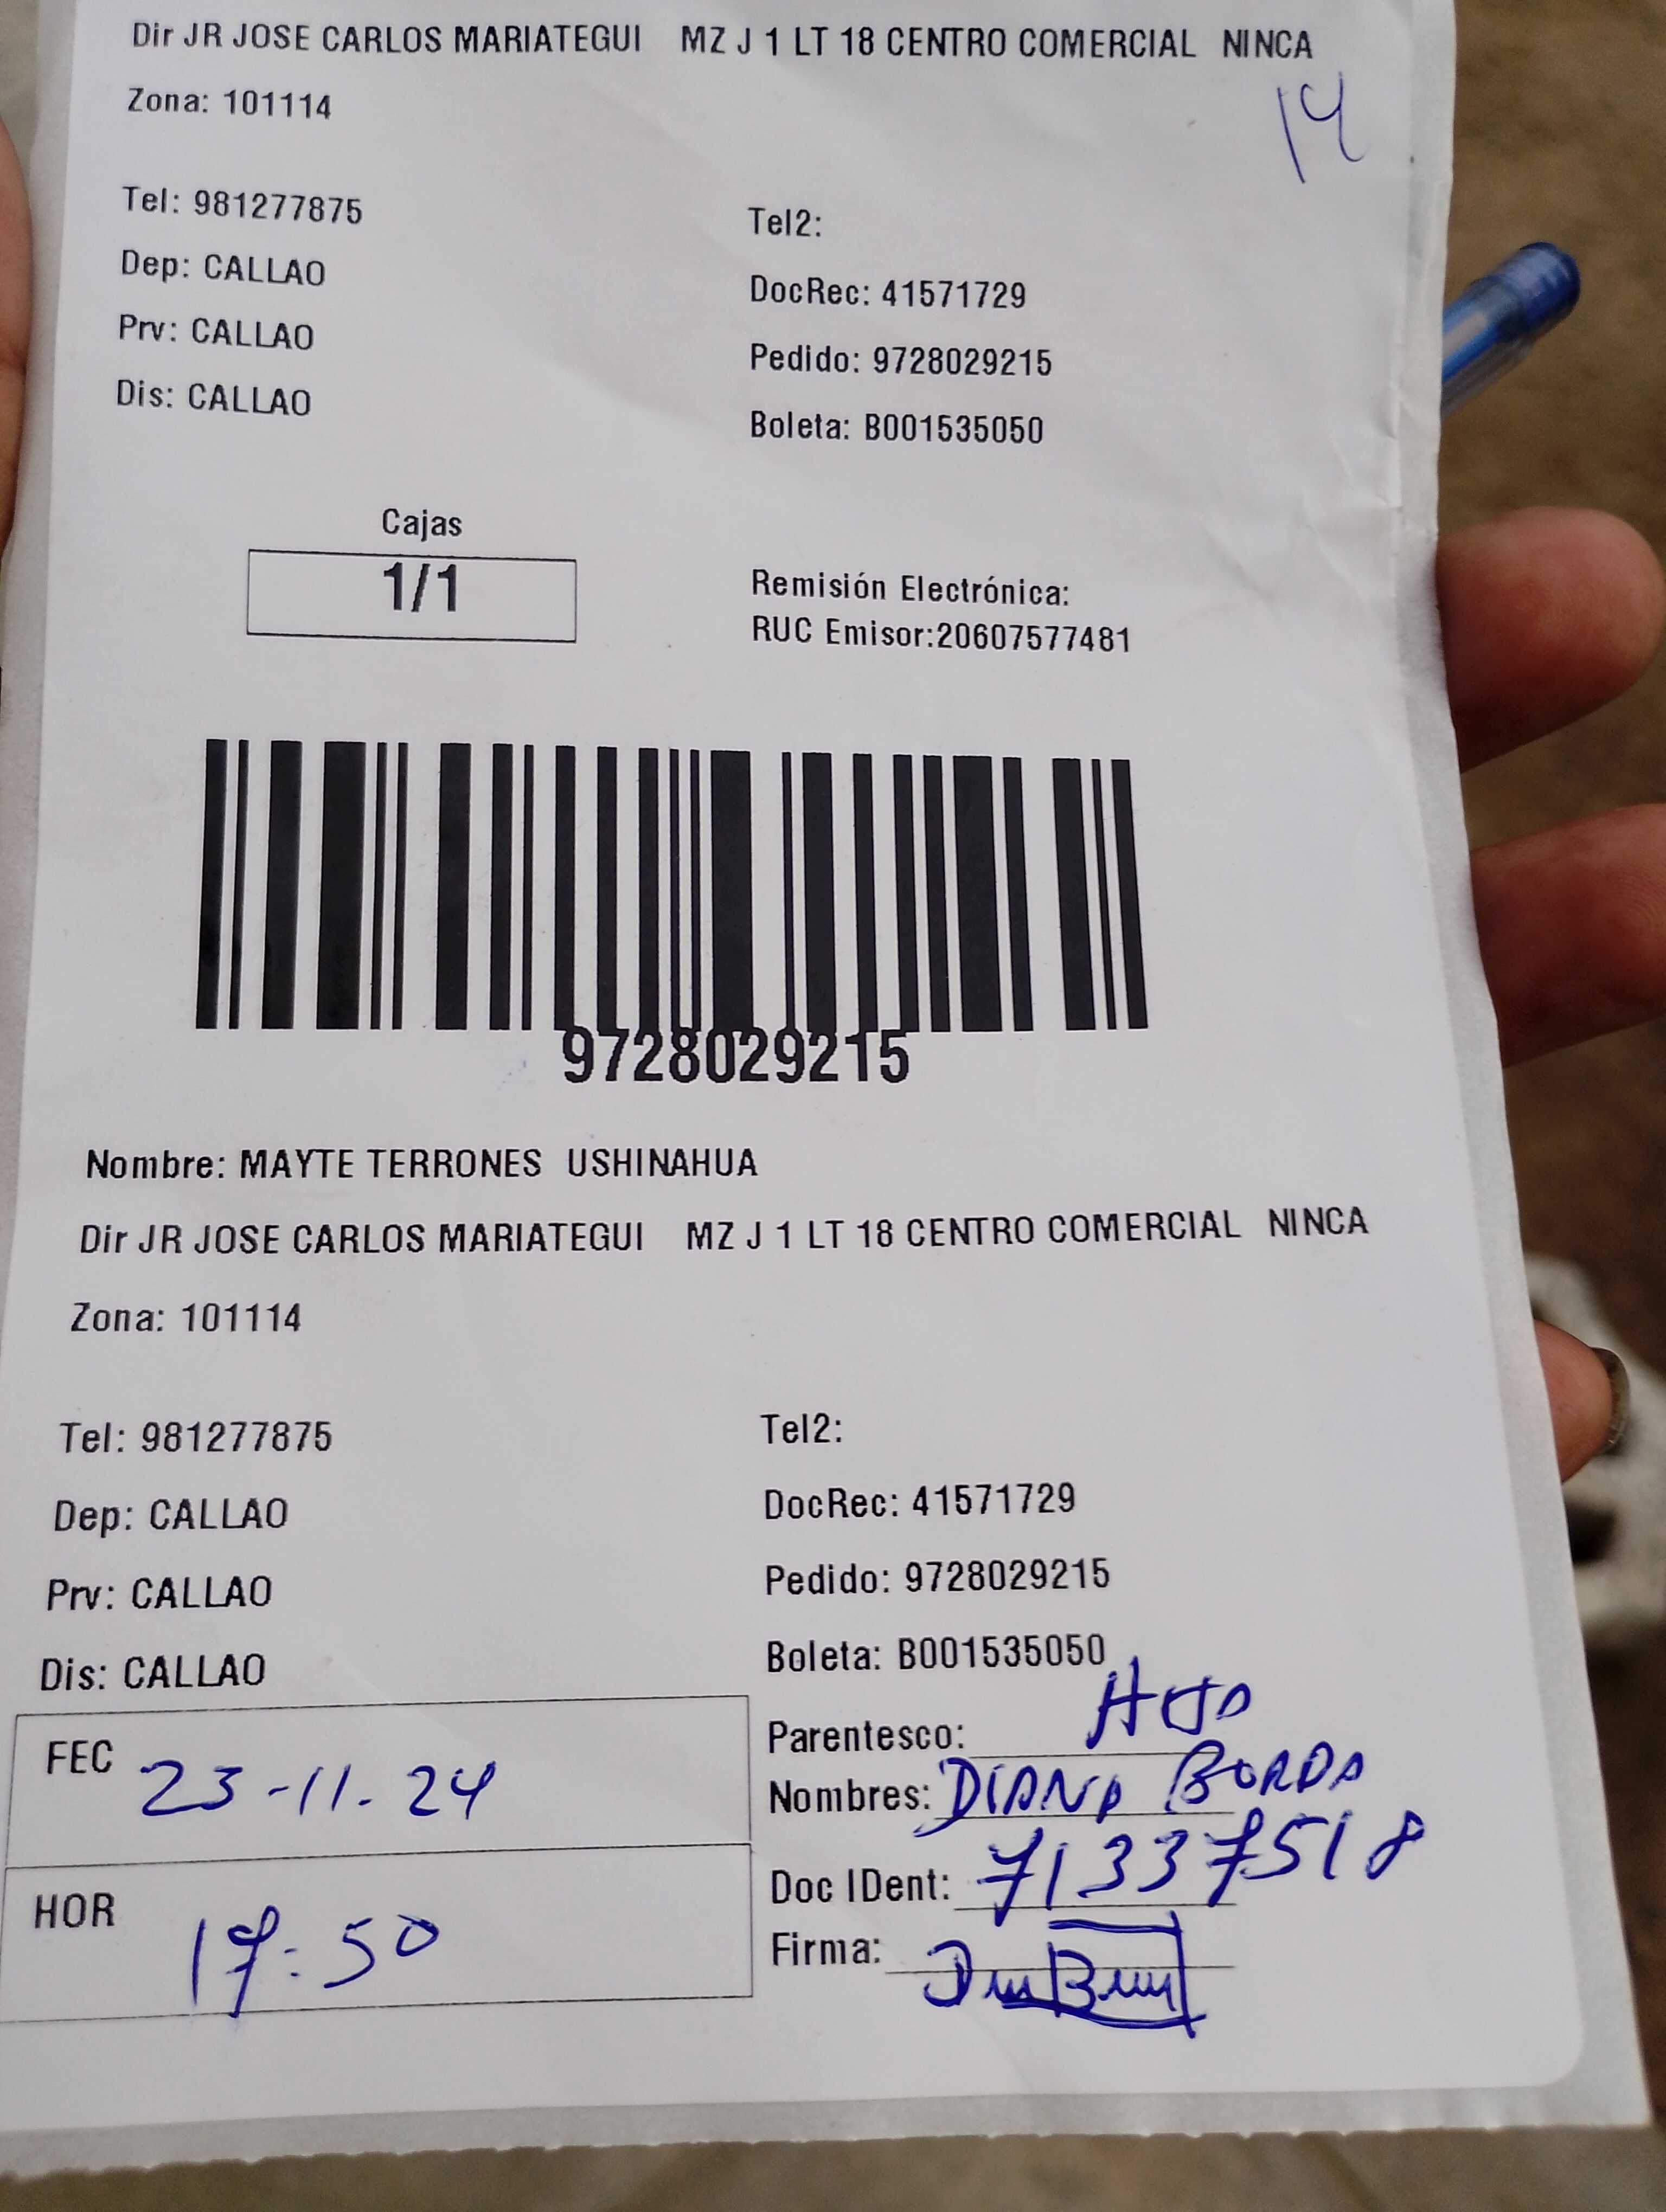 Dir JR JOSE CARLOS MARIATEGUI MZ J 1 LT 18 CENTRO COMERCIAL NINCA
Zona: 101114
14
Tel: 981277875
Tel2:
Dep: CALLAO
DocRec: 41571729
Prv: CALLAO
Pedido: 9728029215
Dis: CALLAO
Boleta: B001535050
Cajas
1/1
Remisión Electrónica:
RUC Emisor:20607577481
9728029215
Nombre: MAYTE TERRONES USHINAHUA
Dir JR JOSE CARLOS MARIATEGUI MZ J 1 LT 18 CENTRO COMERCIAL NINCA
Zona: 101114
Tel: 981277875
Tel2:
Dep: CALLAO
DocRec: 41571729
Prv: CALLAO
Pedido: 9728029215
Dis: CALLAO
Boleta: B001535050
FEC 23-11-24
HOR 17:50
Parentesco:
Nombres: DIANA BORDA
Doc IDent: 71337518
Firma: